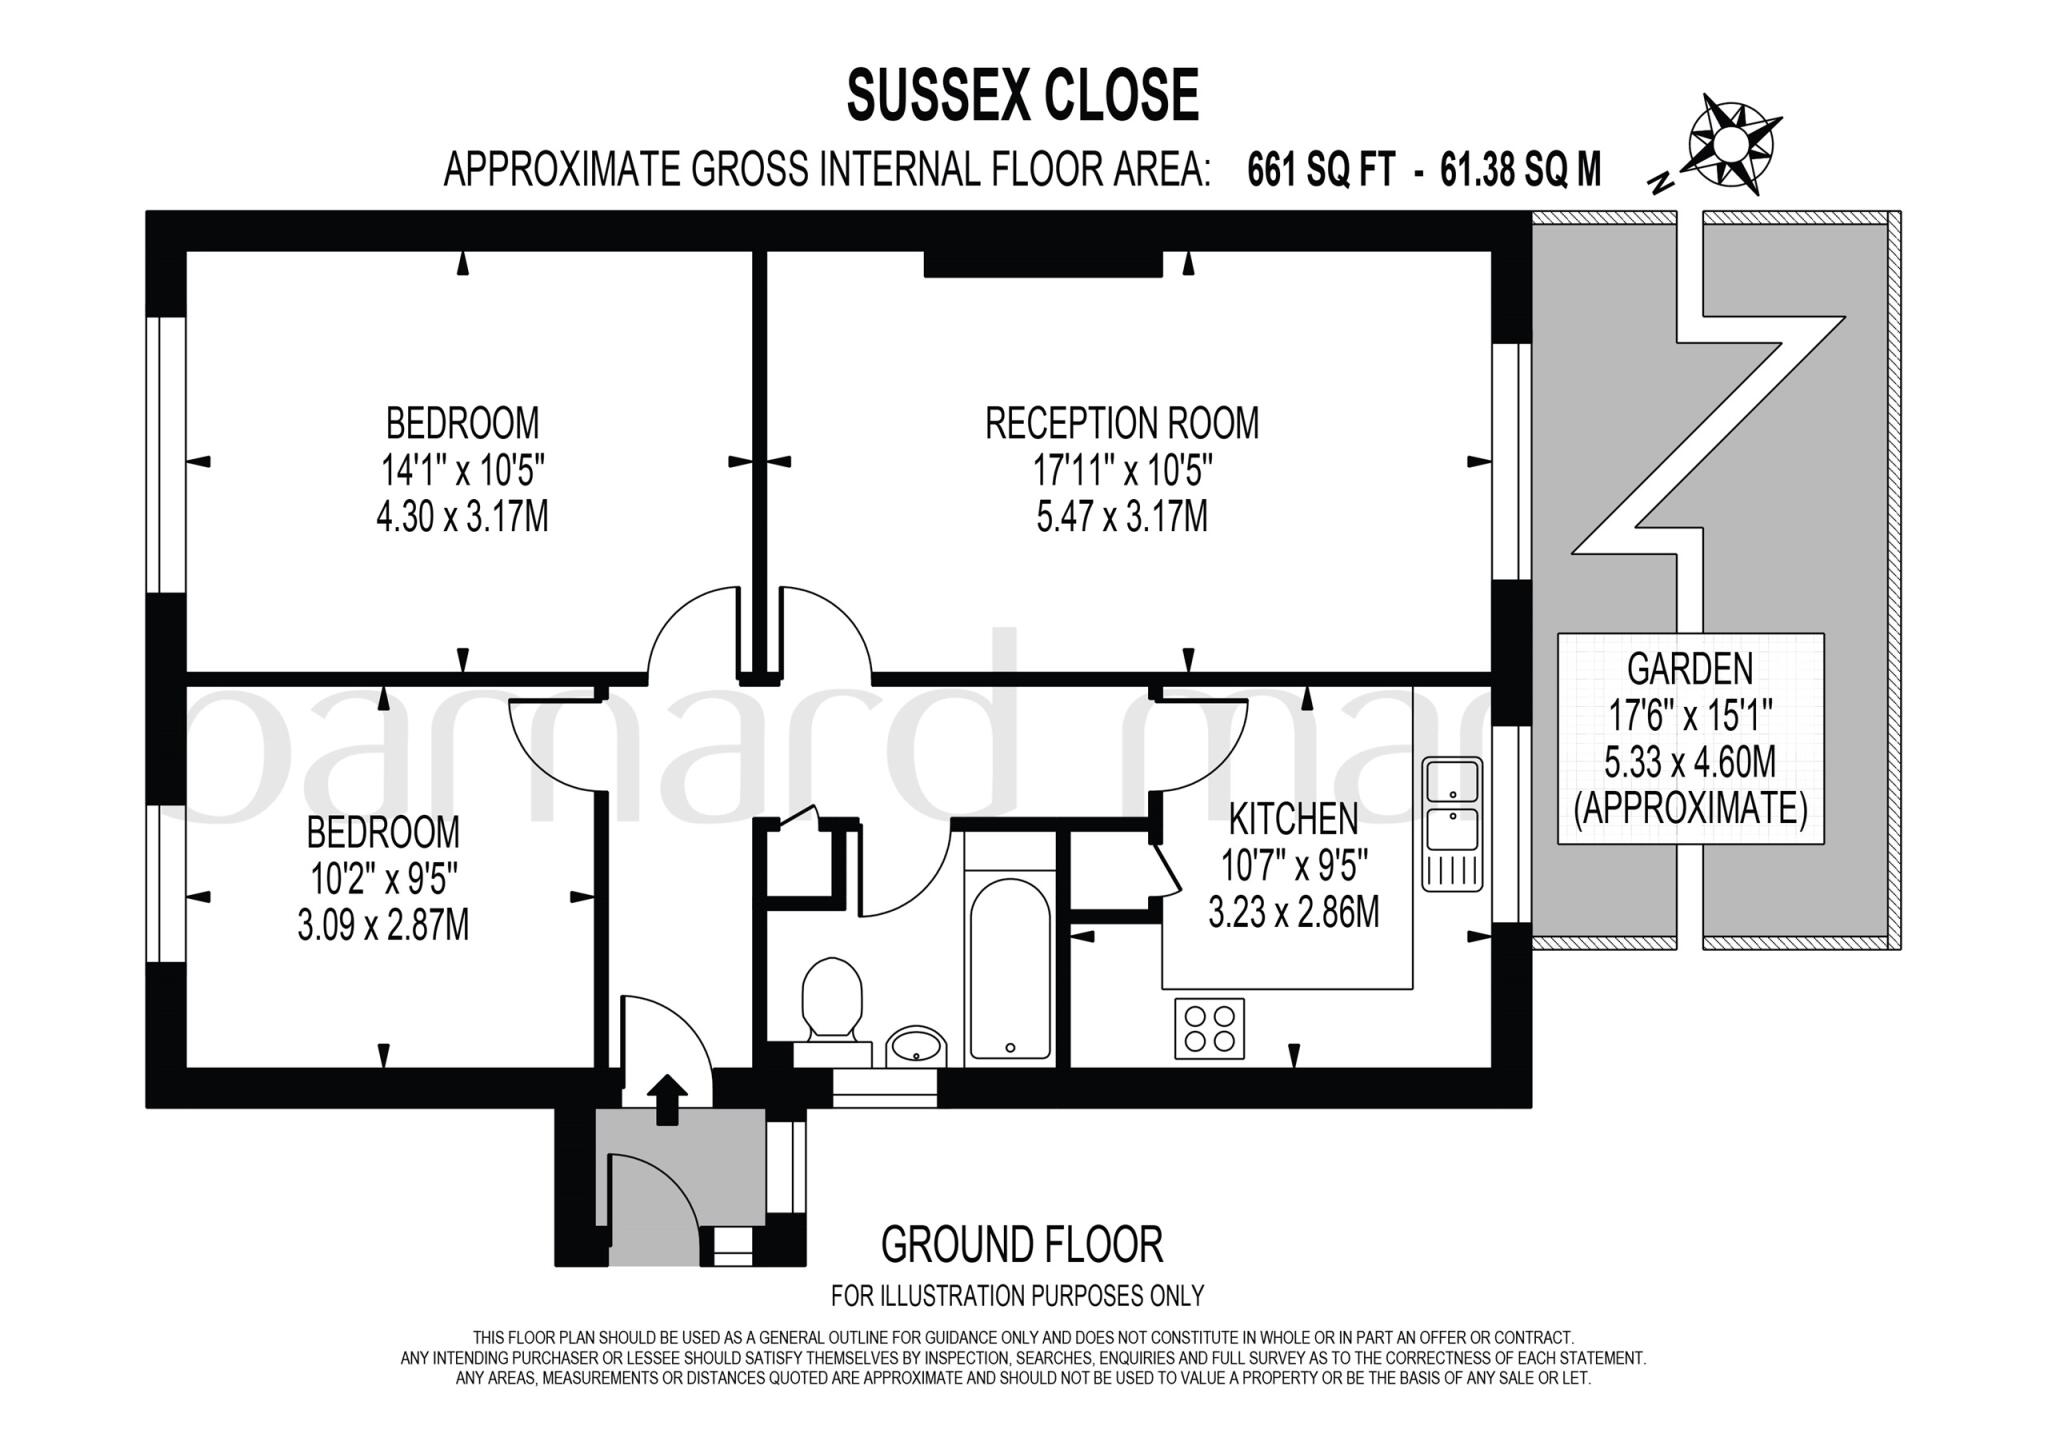 SUSSEX CLOSE
APPROXIMATE GROSS INTERNAL FLOOR AREA: 661 SQ FT - 61.38 SQ M
N
BEDROOM
14'1" x 10'5"
4.30 x 3.17M
RECEPTION ROOM
17'11" x 10'5"
5.47 x 3.17M
GARDEN
17'6" x 15'1"
5.33 x 4.60M
(APPROXIMATE)
barnard mar
BEDROOM
10'2" x 9'5"
3.09 x 2.87M
KITCHEN
10'7" x 9'5"
3.23 x 2.86M
GROUND FLOOR
FOR ILLUSTRATION PURPOSES ONLY
THIS FLOOR PLAN SHOULD BE USED AS A GENERAL OUTLINE FOR GUIDANCE ONLY AND DOES NOT CONSTITUTE IN WHOLE OR IN PART AN OFFER OR CONTRACT.
ANY INTENDING PURCHASER OR LESSEE SHOULD SATISFY THEMSELVES BY INSPECTION, SEARCHES, ENQUIRIES AND FULL SURVEY AS TO THE CORRECTNESS OF EACH STATEMENT.
ANY AREAS, MEASUREMENTS OR DISTANCES QUOTED ARE APPROXIMATE AND SHOULD NOT BE USED TO VALUE A PROPERTY OR BE THE BASIS OF ANY SALE OR LET.